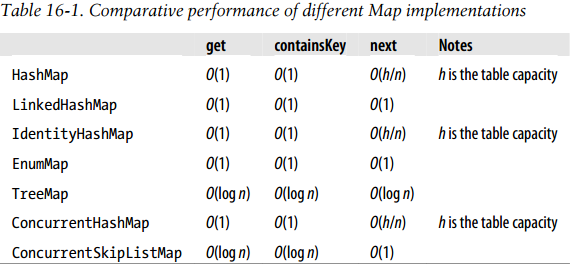 Table 16-1. Comparative performance of different Map implementations
get containsKey next Notes
HashMap O(1) O(1) O(h/n) h is the table capacity
LinkedHashMap O(1) O(1) O(1)
IdentityHashMap O(1) O(1) O(h/n) h is the table capacity
EnumMap O(1) O(1) O(1)
TreeMap O(log n) O(log n) O(log n)
ConcurrentHashMap O(1) O(1) O(h/n) h is the table capacity
ConcurrentSkipListMap O(log n) O(log n) O(1)